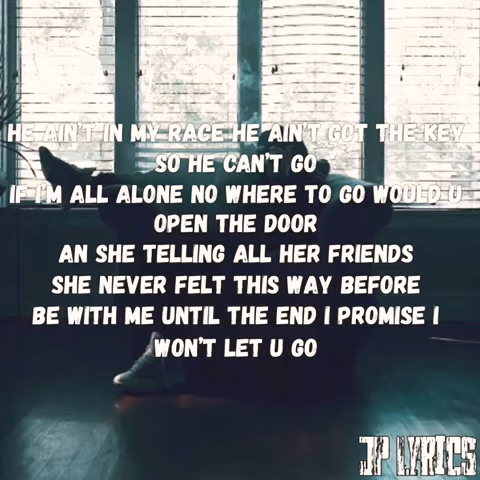 HE AIN'T IN MY RACE HE AIN'T GOT THE KEY
SO HE CAN'T GO
IF I'M ALL ALONE NO WHERE TO GO WOULD U
OPEN THE DOOR
AN SHE TELLING ALL HER FRIENDS
SHE NEVER FELT THIS WAY BEFORE
BE WITH ME UNTIL THE END I PROMISE I
WON'T LET U GO
JP LYRICS